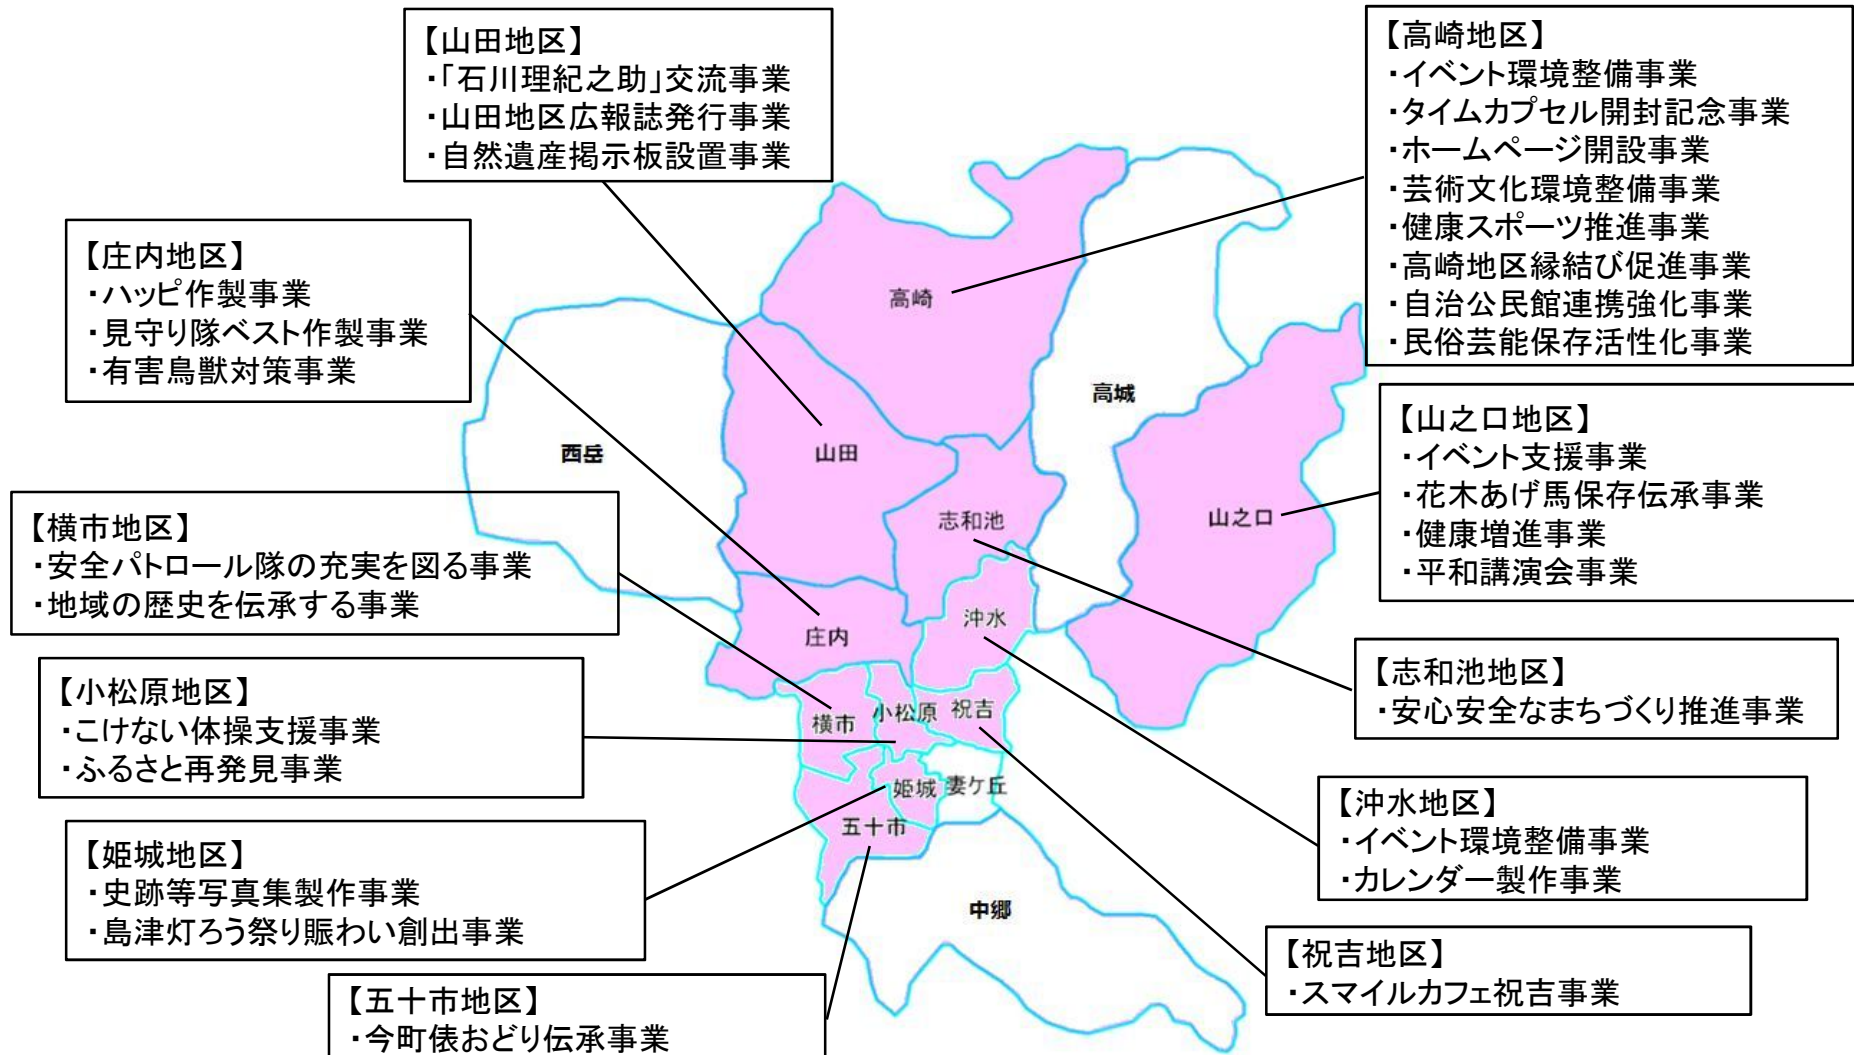 【山田地区】
・「石川理紀之助」交流事業
・山田地区広報誌発行事業
・自然遺産掲示板設置事業
【高崎地区】
・イベント環境整備事業
・タイムカプセル開封記念事業
・ホームページ開設事業
・芸術文化環境整備事業
・健康スポーツ推進事業
・高崎地区縁結び促進事業
・自治公民館連携強化事業
・民俗芸能保存活性化事業
【庄内地区】
・ハッピ作製事業
・見守り隊ベスト作製事業
・有害鳥獣対策事業
【山之口地区】
・イベント支援事業
・花木あげ馬保存伝承事業
・健康増進事業
・平和講演会事業
【横市地区】
・安全パトロール隊の充実を図る事業
・地域の歴史を伝承する事業
【志和池地区】
・安心安全なまちづくり推進事業
【小松原地区】
・こけない体操支援事業
・ふるさと再発見事業
【沖水地区】
・イベント環境整備事業
・カレンダー製作事業
【姫城地区】
・史跡等写真集製作事業
・島津灯ろう祭り賑わい創出事業
【祝吉地区】
・スマイルカフェ祝吉事業
【五十市地区】
・今町俵おどり伝承事業
高崎
高城
西岳
山田
志和池
山之口
庄内
沖水
横市
小松原
祝吉
姫城
妻ケ丘
五十市
中郷